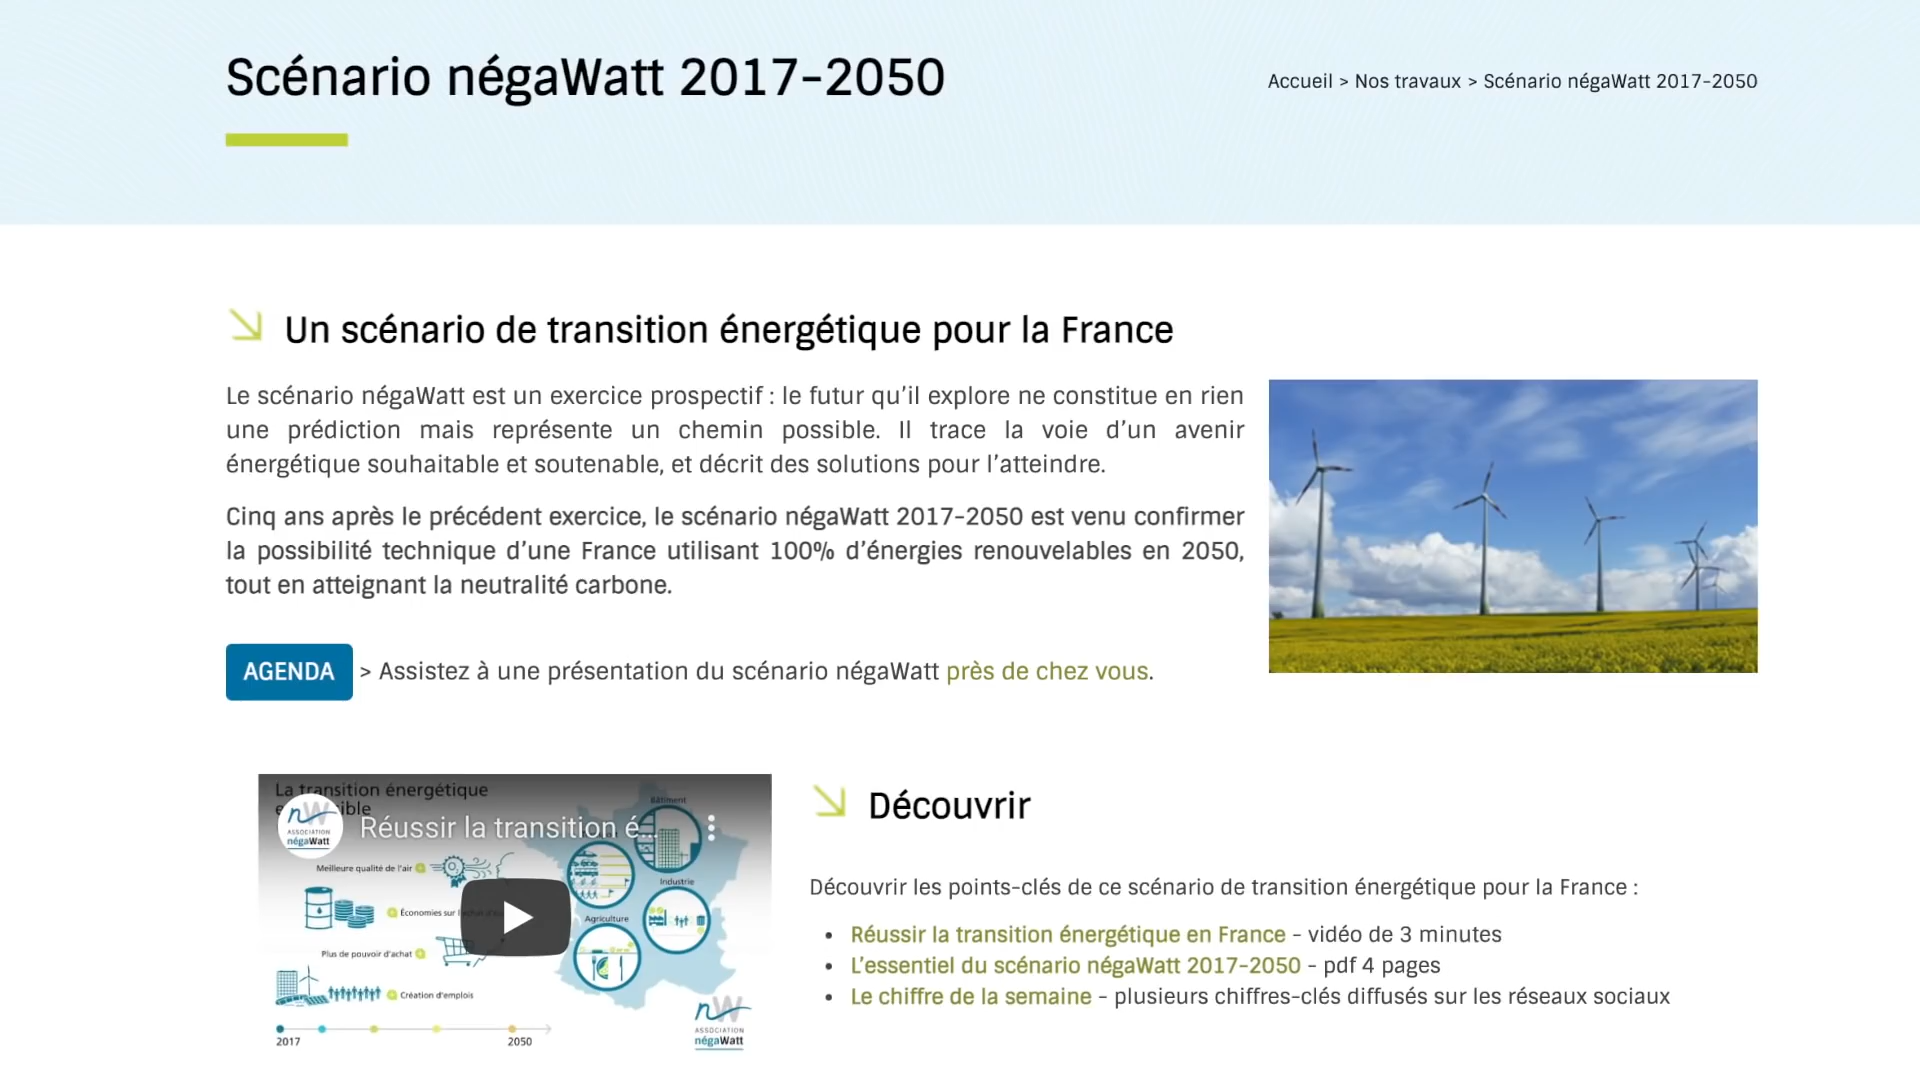 Scénario négaWatt 2017-2050
Accueil > Nos travaux > Scénario négaWatt 2017-2050
Un scénario de transition énergétique pour la France
Le scénario négaWatt est un exercice prospectif : le futur qu’il explore ne constitue en rien
une prédiction mais représente un chemin possible. Il trace la voie d’un avenir
énergétique souhaitable et soutenable, et décrit des solutions pour l’atteindre.
Cinq ans après le précédent exercice, le scénario négaWatt 2017-2050 est venu confirmer
la possibilité technique d’une France utilisant 100% d’énergies renouvelables en 2050,
tout en atteignant la neutralité carbone.
AGENDA > Assistez à une présentation du scénario négaWatt près de chez vous.
La transition énergétique
nW
ASSOCIATION
négaWatt
Réussir la transition é...
Bâtiment
Meilleure qualité de l'air
Industrie
Économies sur
Agriculture
Plus de pouvoir d'achat
Création d'emplois
nW
ASSOCIATION
négaWatt
2017
2050
Découvrir
Découvrir les points-clés de ce scénario de transition énergétique pour la France :
• Réussir la transition énergétique en France - vidéo de 3 minutes
• L’essentiel du scénario négaWatt 2017-2050 - pdf 4 pages
• Le chiffre de la semaine - plusieurs chiffres-clés diffusés sur les réseaux sociaux